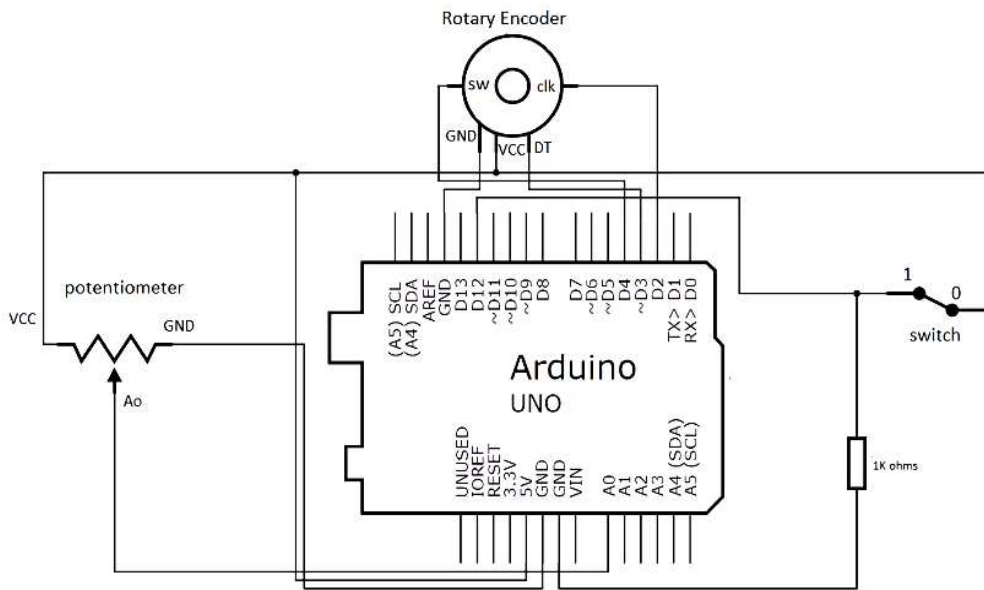 Rotary Encoder
sw
clk
GND
VCC
DT
potentiometer
VCC
GND
Ao
(A5) SCL
(A4) SDA
AREF
GND
D13
D12
~D11
~D10
~D9
D8
D7
~D6
~D5
D4
~D3
D2
TX> D1
RX> D0
1
0
switch
Arduino
UNO
1K ohms
UNUSED
IOREF
RESET
3.3V
5V
GND
GND
VIN
A0
A1
A2
A3
A4 (SDA)
A5 (SCL)